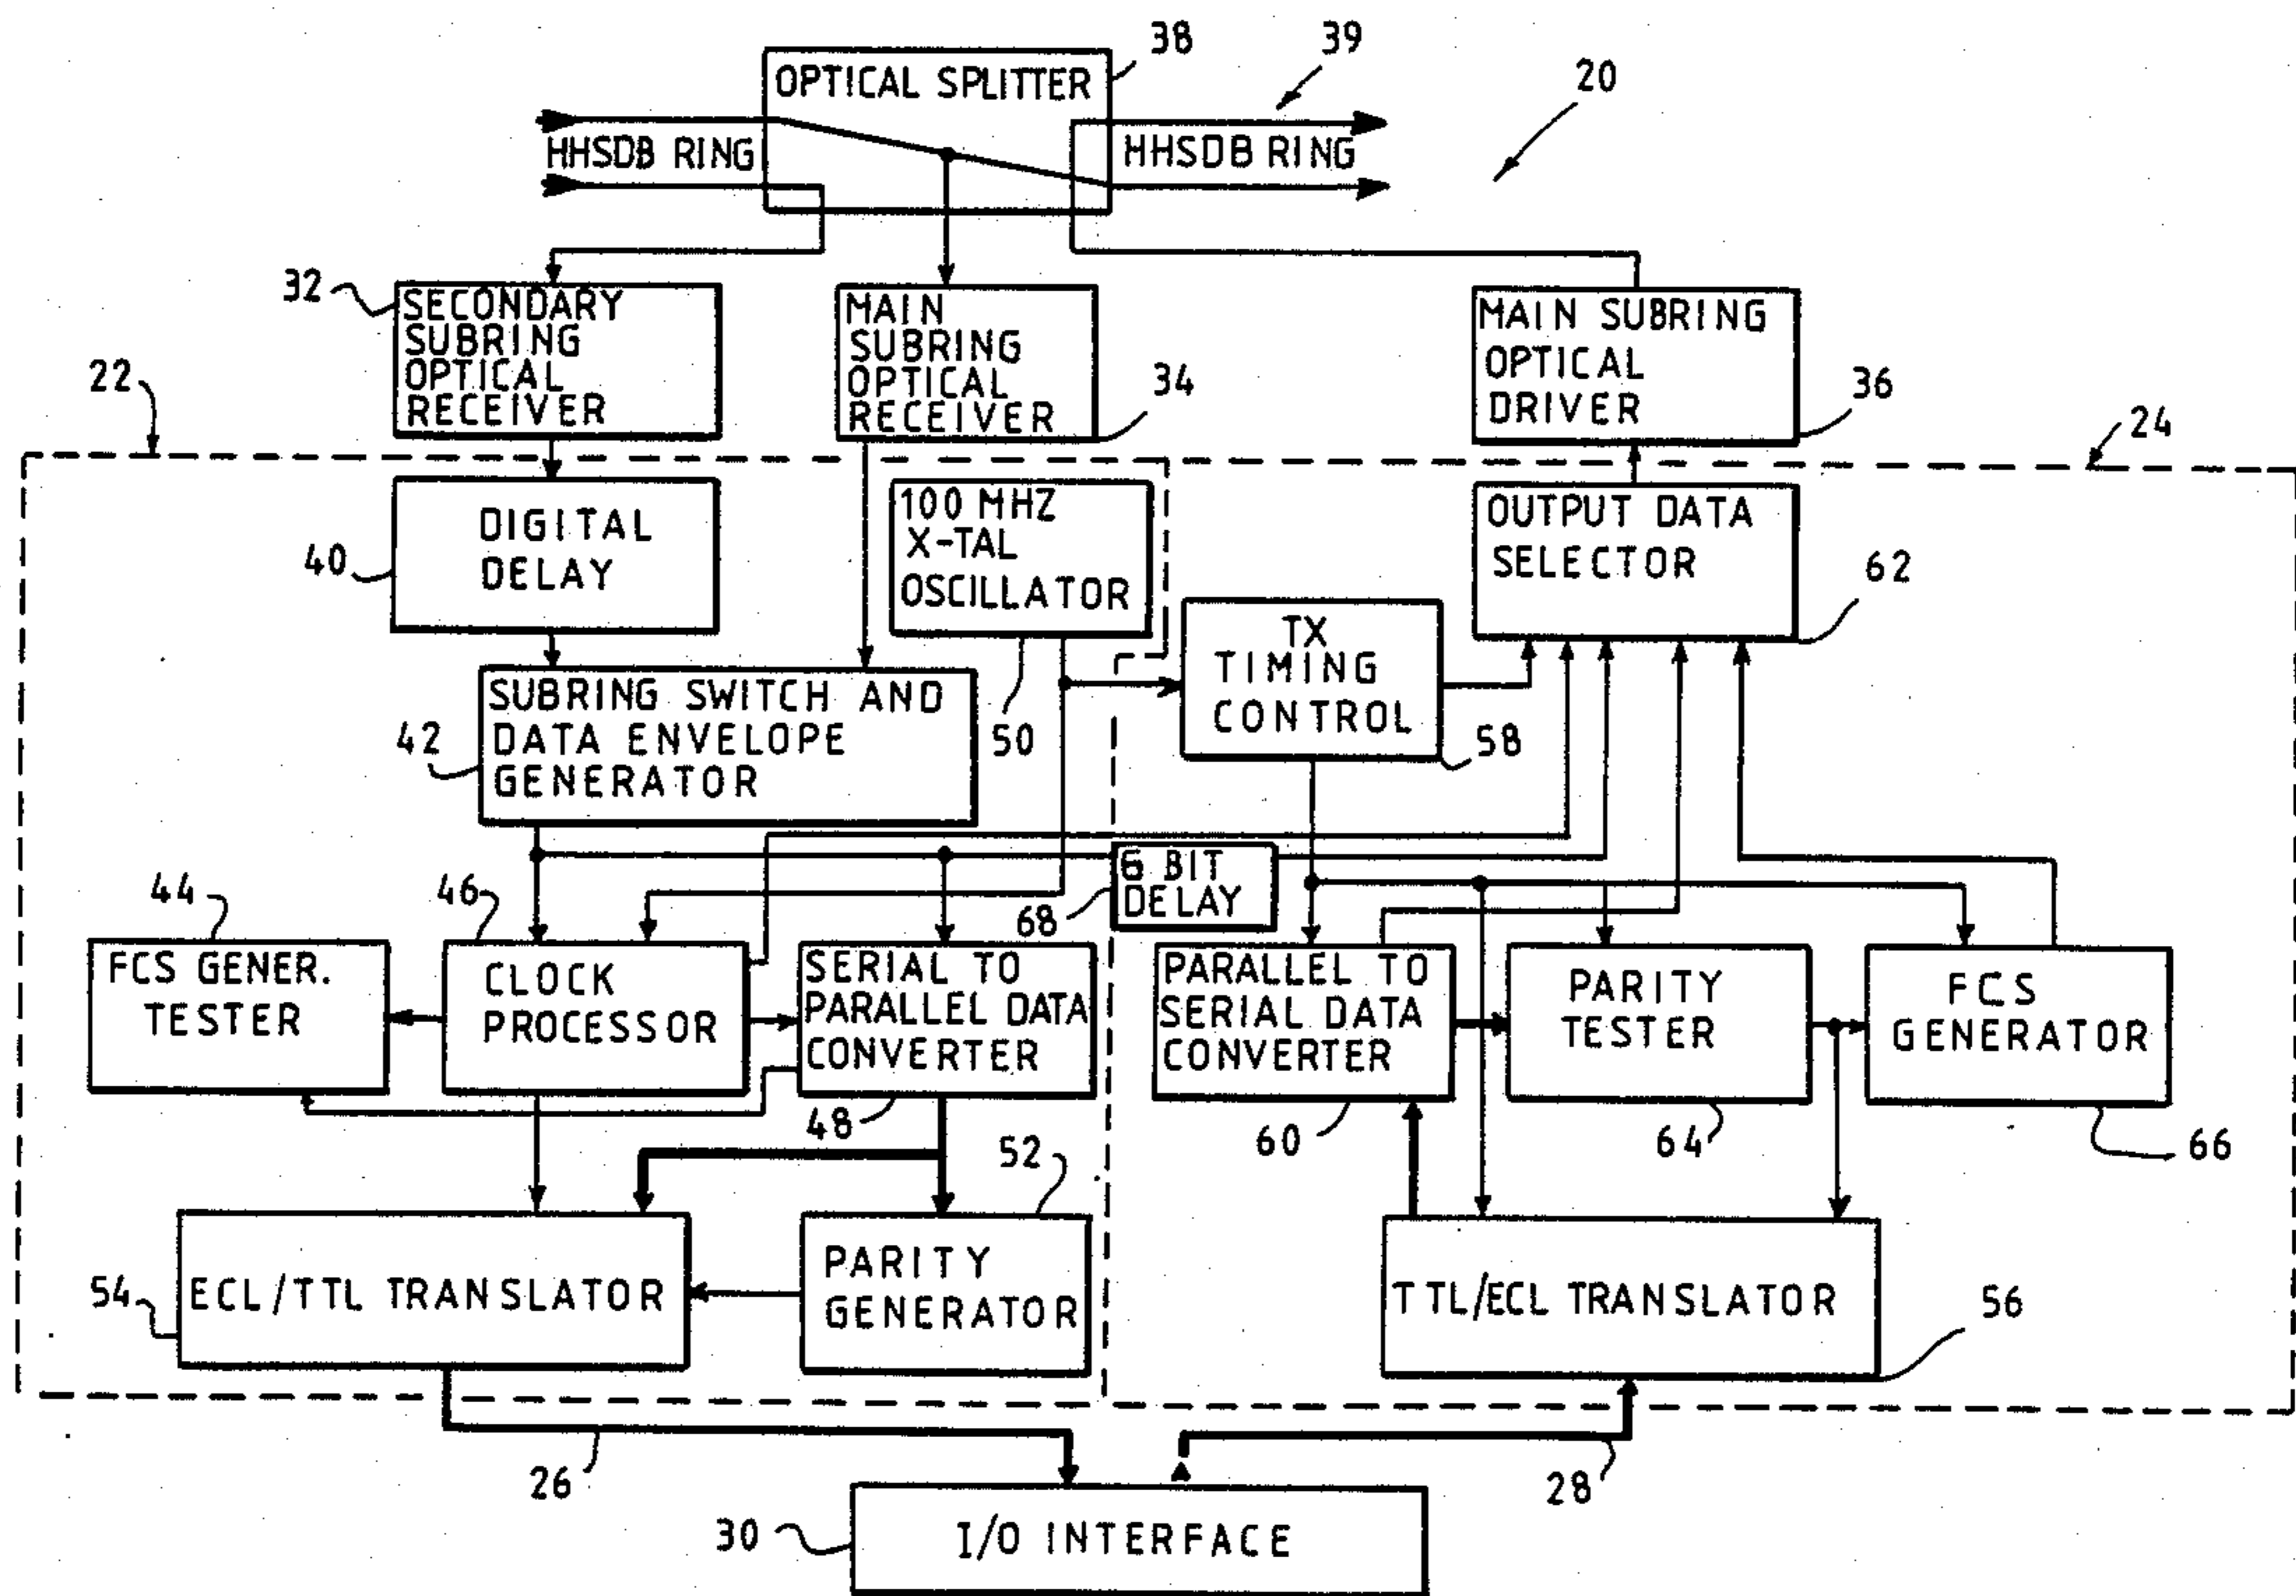 38
39
20
OPTICAL SPLITTER
HHSDB RING
HHSDB RING
32
SECONDARY
SUBRING
OPTICAL
RECEIVER
MAIN
SUBRING
OPTICAL
RECEIVER
34
MAIN SUBRING
OPTICAL
DRIVER
36
22
24
40
DIGITAL
DELAY
100 MHZ
X-TAL
OSCILLATOR
50
OUTPUT DATA
SELECTOR
62
TX
TIMING
CONTROL
58
42
SUBRING SWITCH AND
DATA ENVELOPE
GENERATOR
6 BIT
DELAY
68
44
FCS GENER.
TESTER
46
CLOCK
PROCESSOR
SERIAL TO
PARALLEL DATA
CONVERTER
48
PARALLEL TO
SERIAL DATA
CONVERTER
60
PARITY
TESTER
64
FCS
GENERATOR
66
54
ECL/TTL TRANSLATOR
52
PARITY
GENERATOR
TTL/ECL TRANSLATOR
56
26
28
30
I/O INTERFACE